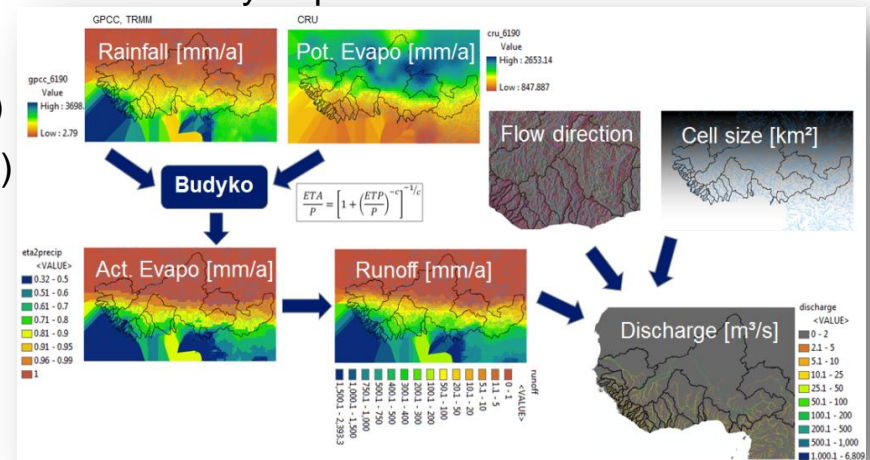 GPCC, TRMM
CRU
Rainfall [mm/a]
Pot. Evapo [mm/a]
gpcc_6190
Value
High : 3698.
Low : 2.79
cru_6190
Value
High : 2653.14
Low : 847.887
Flow direction
Cell size [km²]
)
)
Budyko
ETA/P = [1 + (ETP/P)^-c]^-1/c
eta2precip
<VALUE>
0.32 - 0.5
0.51 - 0.6
0.61 - 0.7
0.71 - 0.8
0.81 - 0.9
0.91 - 0.95
0.96 - 0.99
1
Act. Evapo [mm/a]
Runoff [mm/a]
runoff
<VALUE>
0 - 1
1.1 - 5
5.1 - 10
10.1 - 20
20.1 - 50
50.1 - 100
100.1 - 200
200.1 - 300
300.1 - 400
400.1 - 500
500.1 - 750
750.1 - 1,000
1,000.1 - 1,500
1,500.1 - 2,393.3
Discharge [m³/s]
discharge
<VALUE>
0 - 2
2.1 - 5
5.1 - 10
10.1 - 25
25.1 - 50
50.1 - 100
100.1 - 200
200.1 - 500
500.1 - 1,000
1,000.1 - 6,809